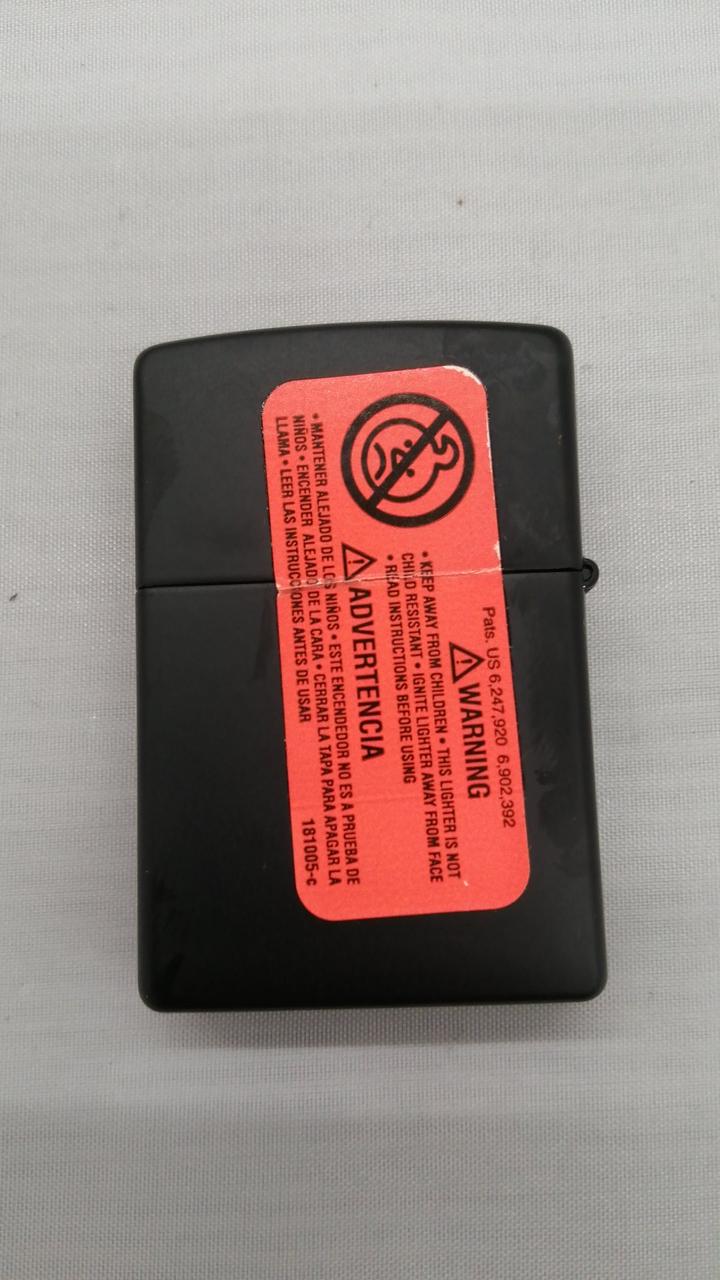 Pats. US 6,247,920 6,902,392
⚠WARNING
• KEEP AWAY FROM CHILDREN • THIS LIGHTER IS NOT
CHILD RESISTANT • IGNITE LIGHTER AWAY FROM FACE
• READ INSTRUCTIONS BEFORE USING
⚠ADVERTENCIA
• MANTENER ALEJADO DE LOS NIÑOS • ESTE ENCENDEDOR NO ES A PRUEBA DE
NIÑOS • ENCENDER ALEJADO DE LA CARA • CERRAR LA TAPA PARA APAGAR LA
LLAMA • LEER LAS INSTRUCCIONES ANTES DE USAR
181005-c